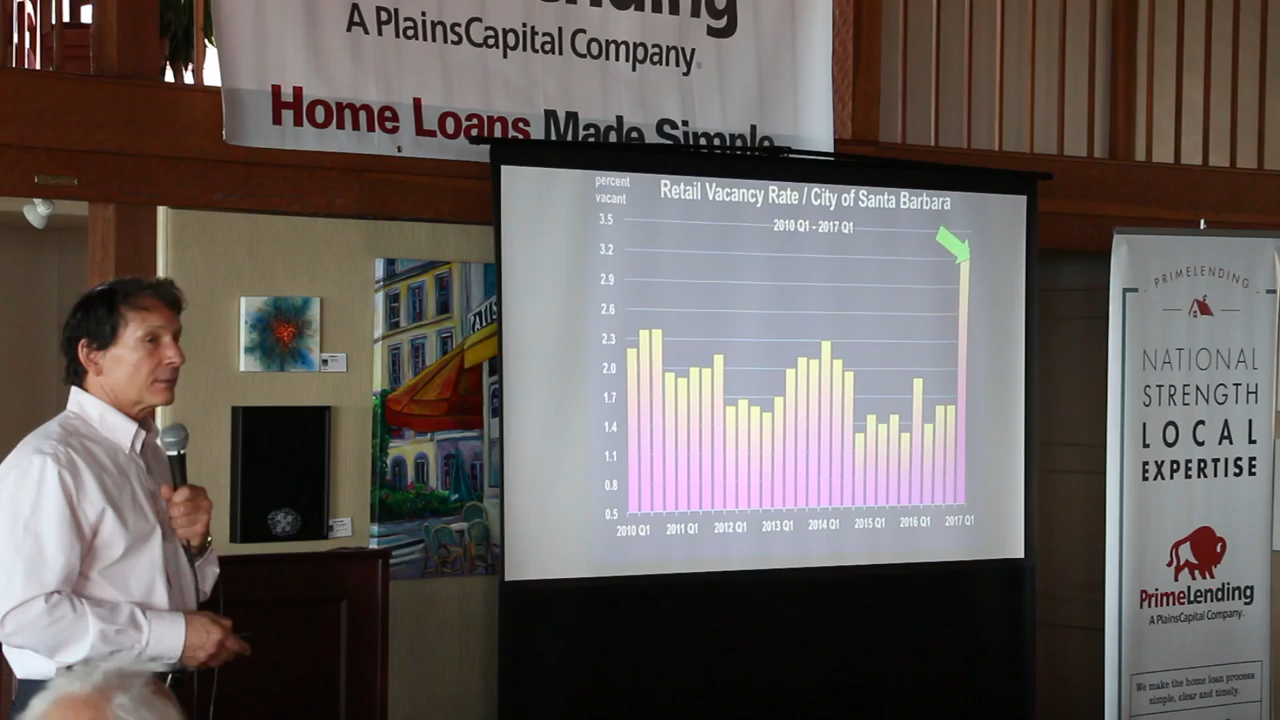 A PlainsCapital Company
Home Loans Made Simple
percent
vacant
Retail Vacancy Rate / City of Santa Barbara
2010 Q1 - 2017 Q1
3.5
3.2
2.9
2.6
2.3
2.0
1.7
1.4
1.1
0.8
0.5
2010 Q1 2011 Q1 2012 Q1 2013 Q1 2014 Q1 2015 Q1 2016 Q1 2017 Q1
PRIMELENDING
NATIONAL
STRENGTH
LOCAL
EXPERTISE
PrimeLending
A PlainsCapital Company.
We make the home loan process
simple, clear and timely.